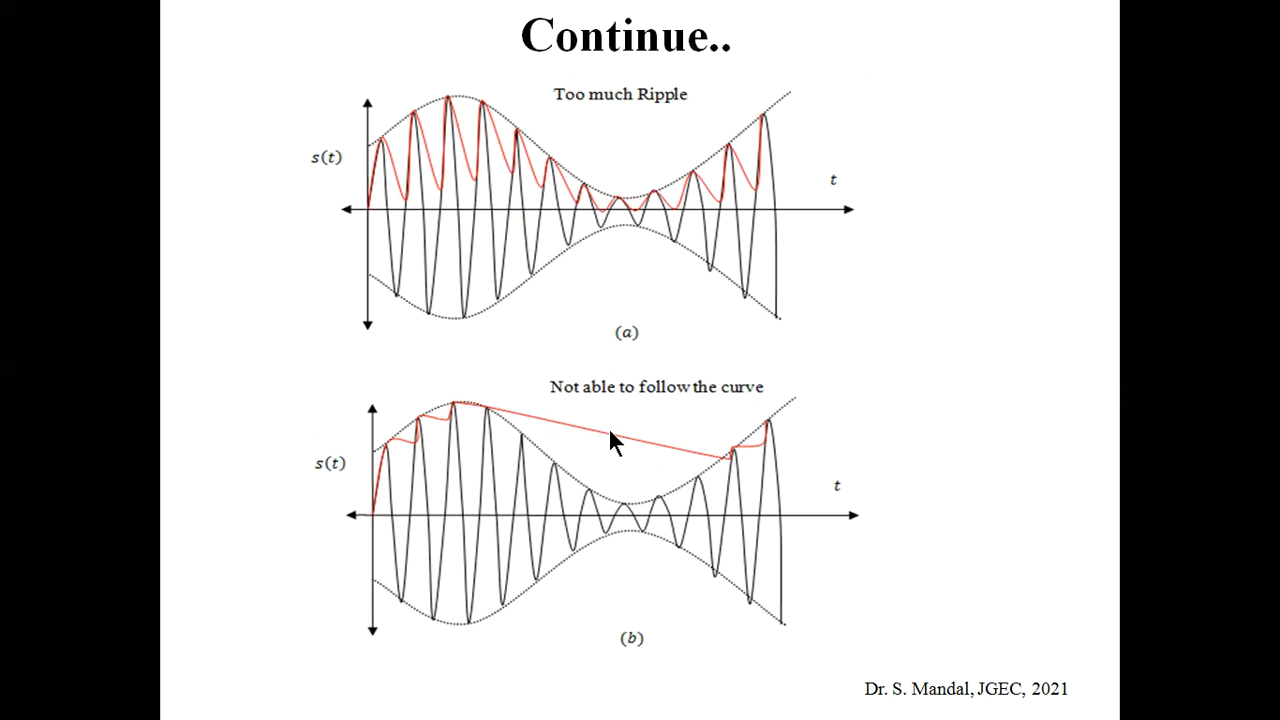 Continue..
Too much Ripple
s(t)
t
(a)
Not able to follow the curve
s(t)
t
(b)
Dr. S. Mandal, JGEC, 2021